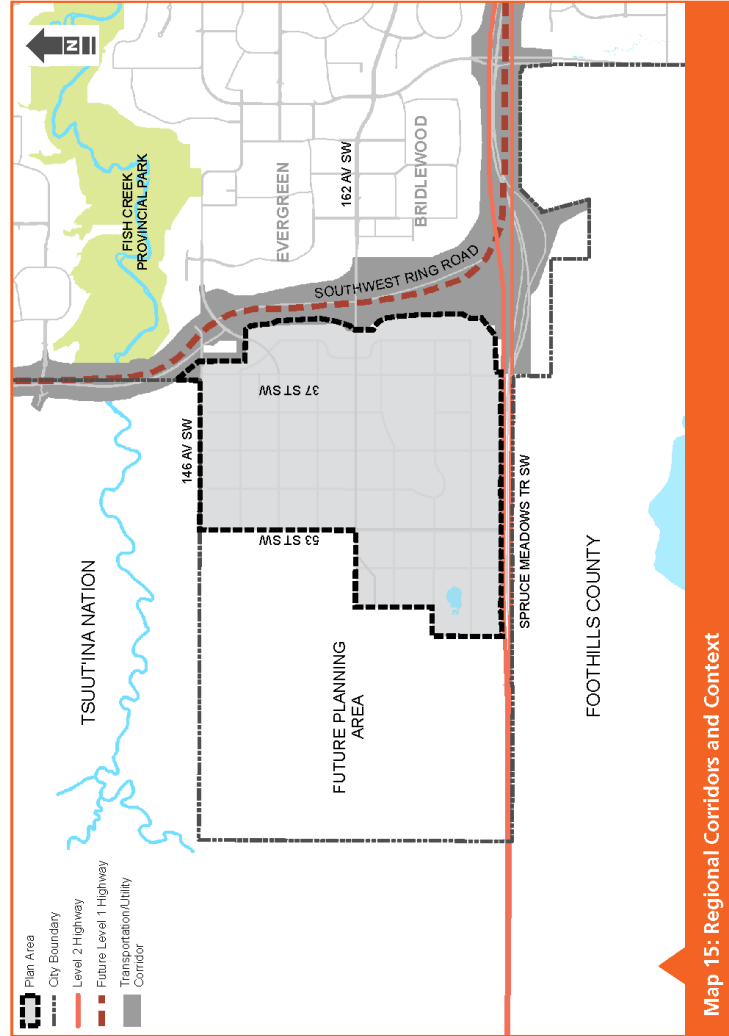 Plan Area
City Boundary
Level 2 Highway
Future Level 1 Highway
Transportation/Utility
Corridor
N
TSUUT'INA NATION
FISH CREEK
PROVINCIAL PARK
146 AV SW
EVERGREEN
162 AV SW
BRIDLEWOOD
SOUTHWEST RING ROAD
37 ST SW
53 ST SW
FUTURE PLANNING
AREA
SPRUCE MEADOWS TR SW
FOOTHILLS COUNTY
Map 15: Regional Corridors and Context